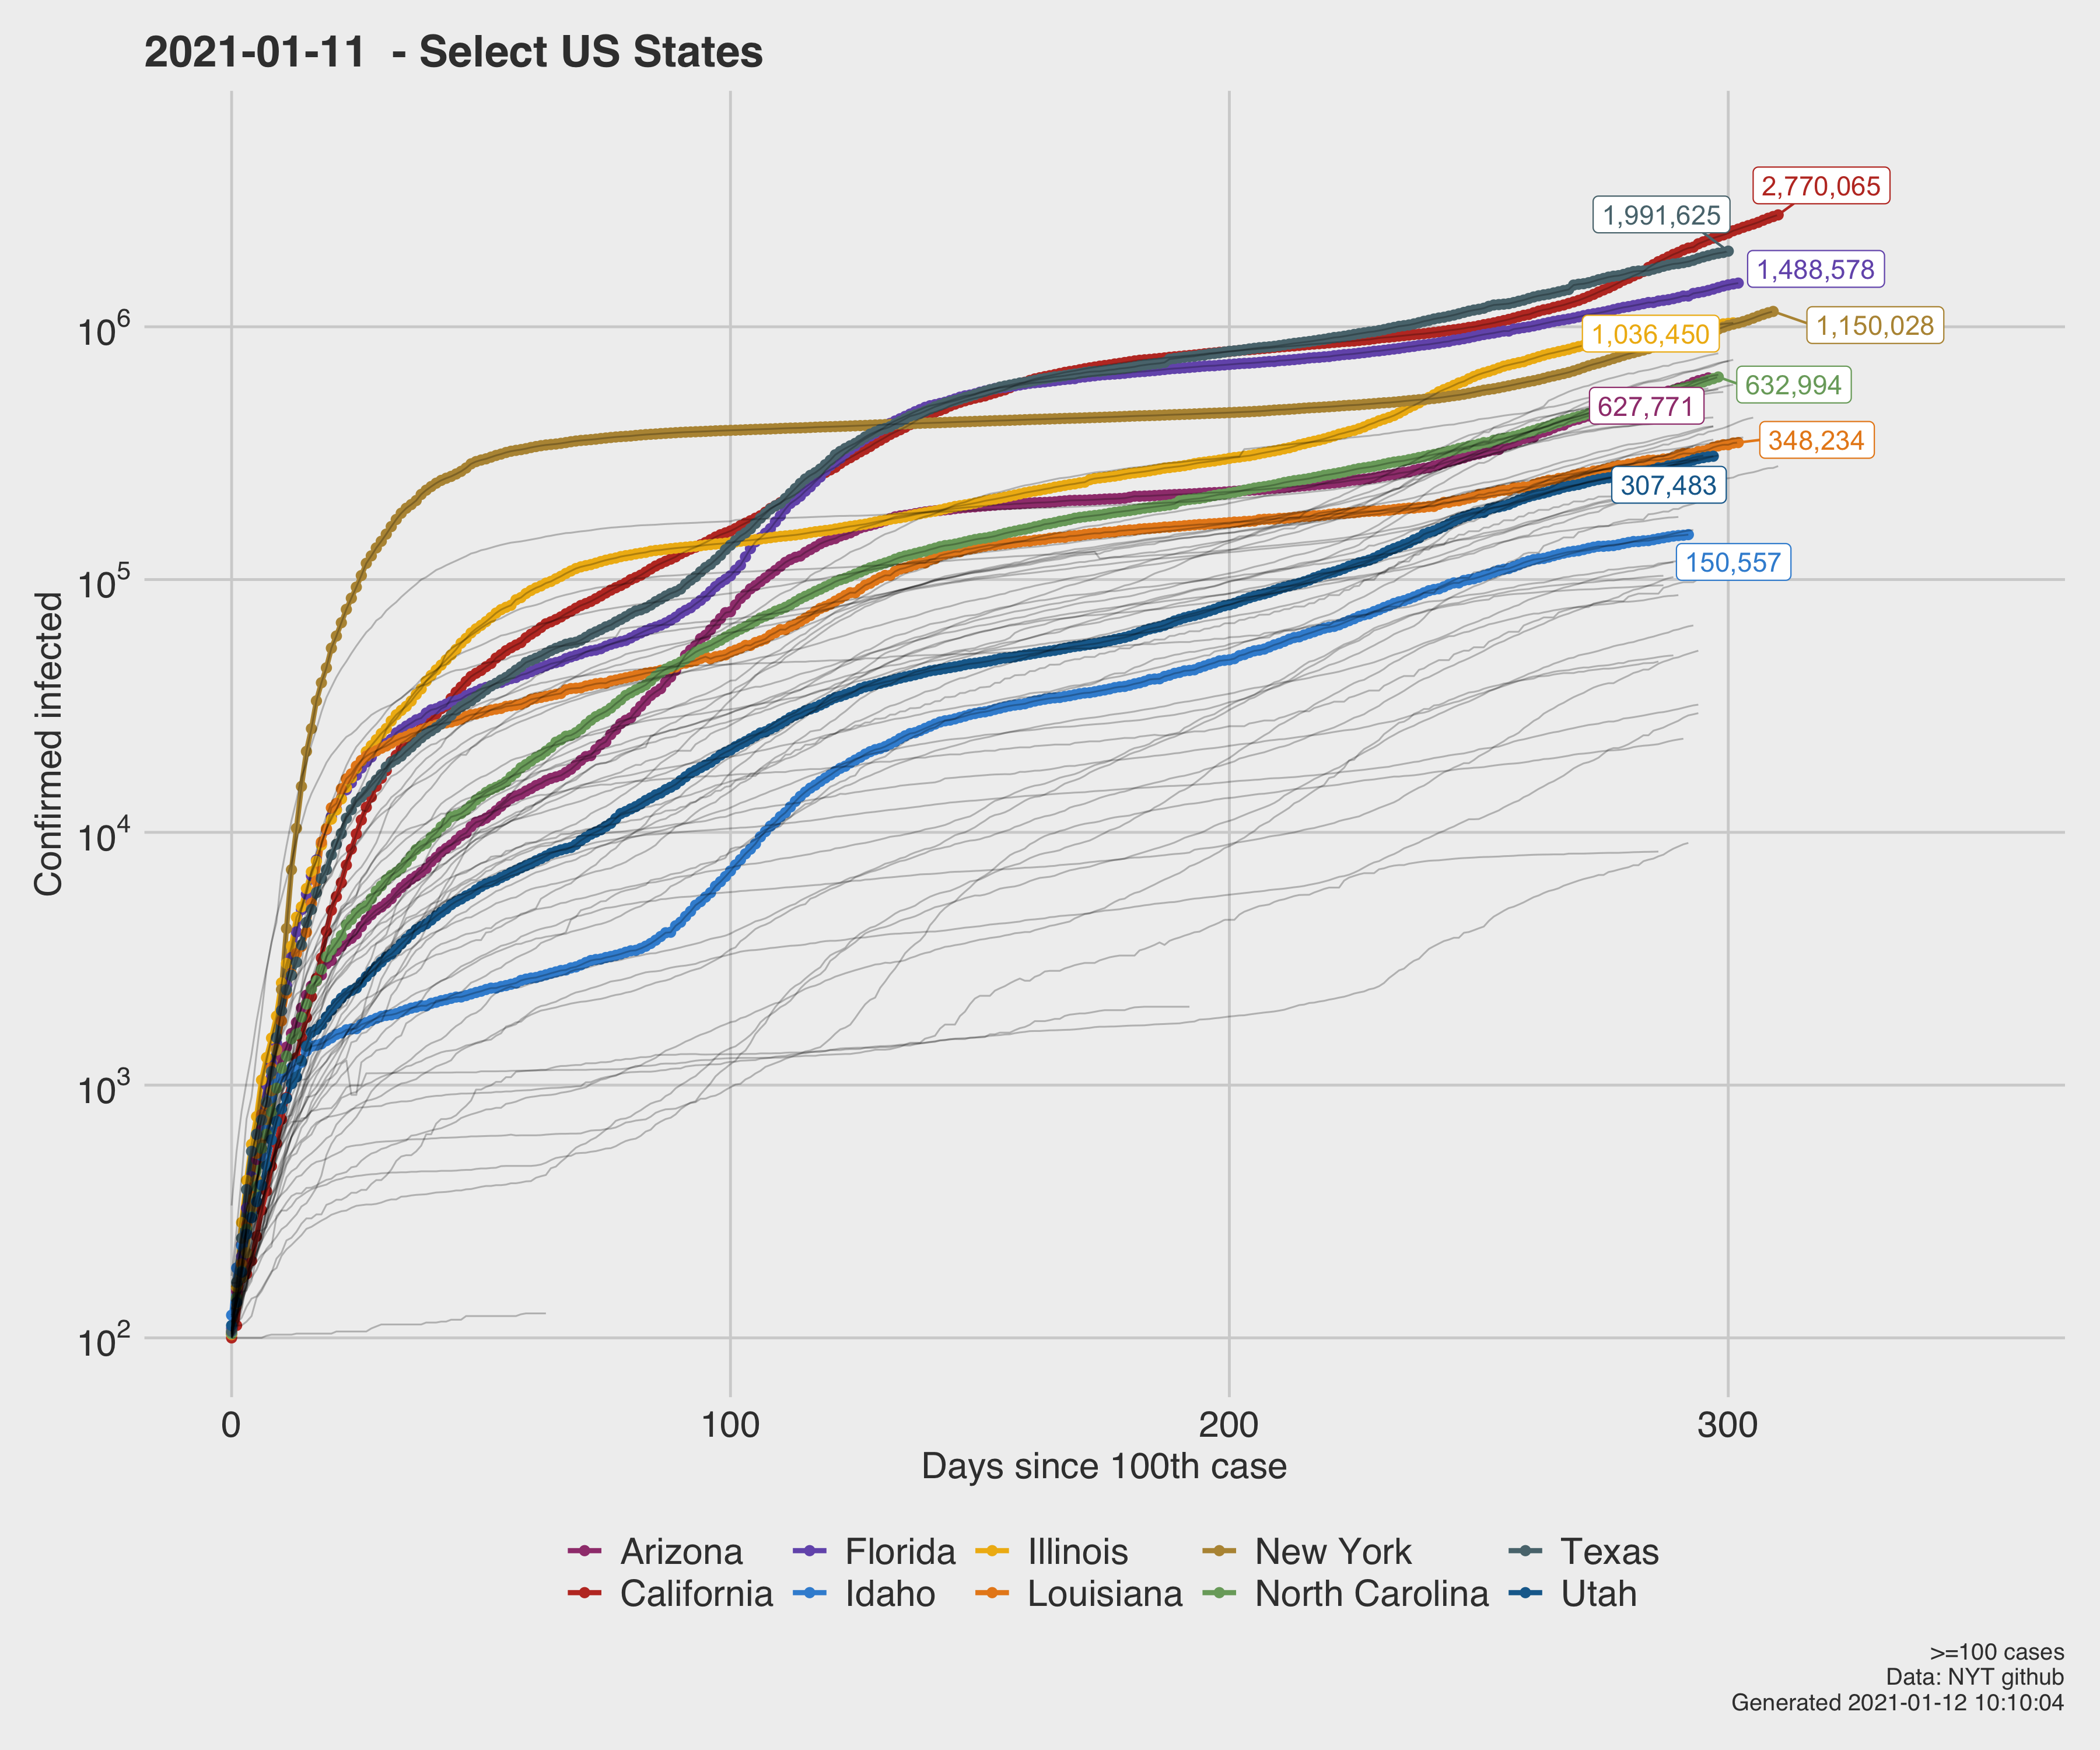 2021-01-11  - Select US States
2,770,065
1,991,625
1,488,578
1,150,028
1,036,450
632,994
627,771
348,234
307,483
150,557
10^6
10^5
10^4
10^3
10^2
Confirmed infected
0 100 200 300
Days since 100th case
Arizona Florida Illinois New York Texas
California Idaho Louisiana North Carolina Utah
>=100 cases
Data: NYT github
Generated 2021-01-12 10:10:04